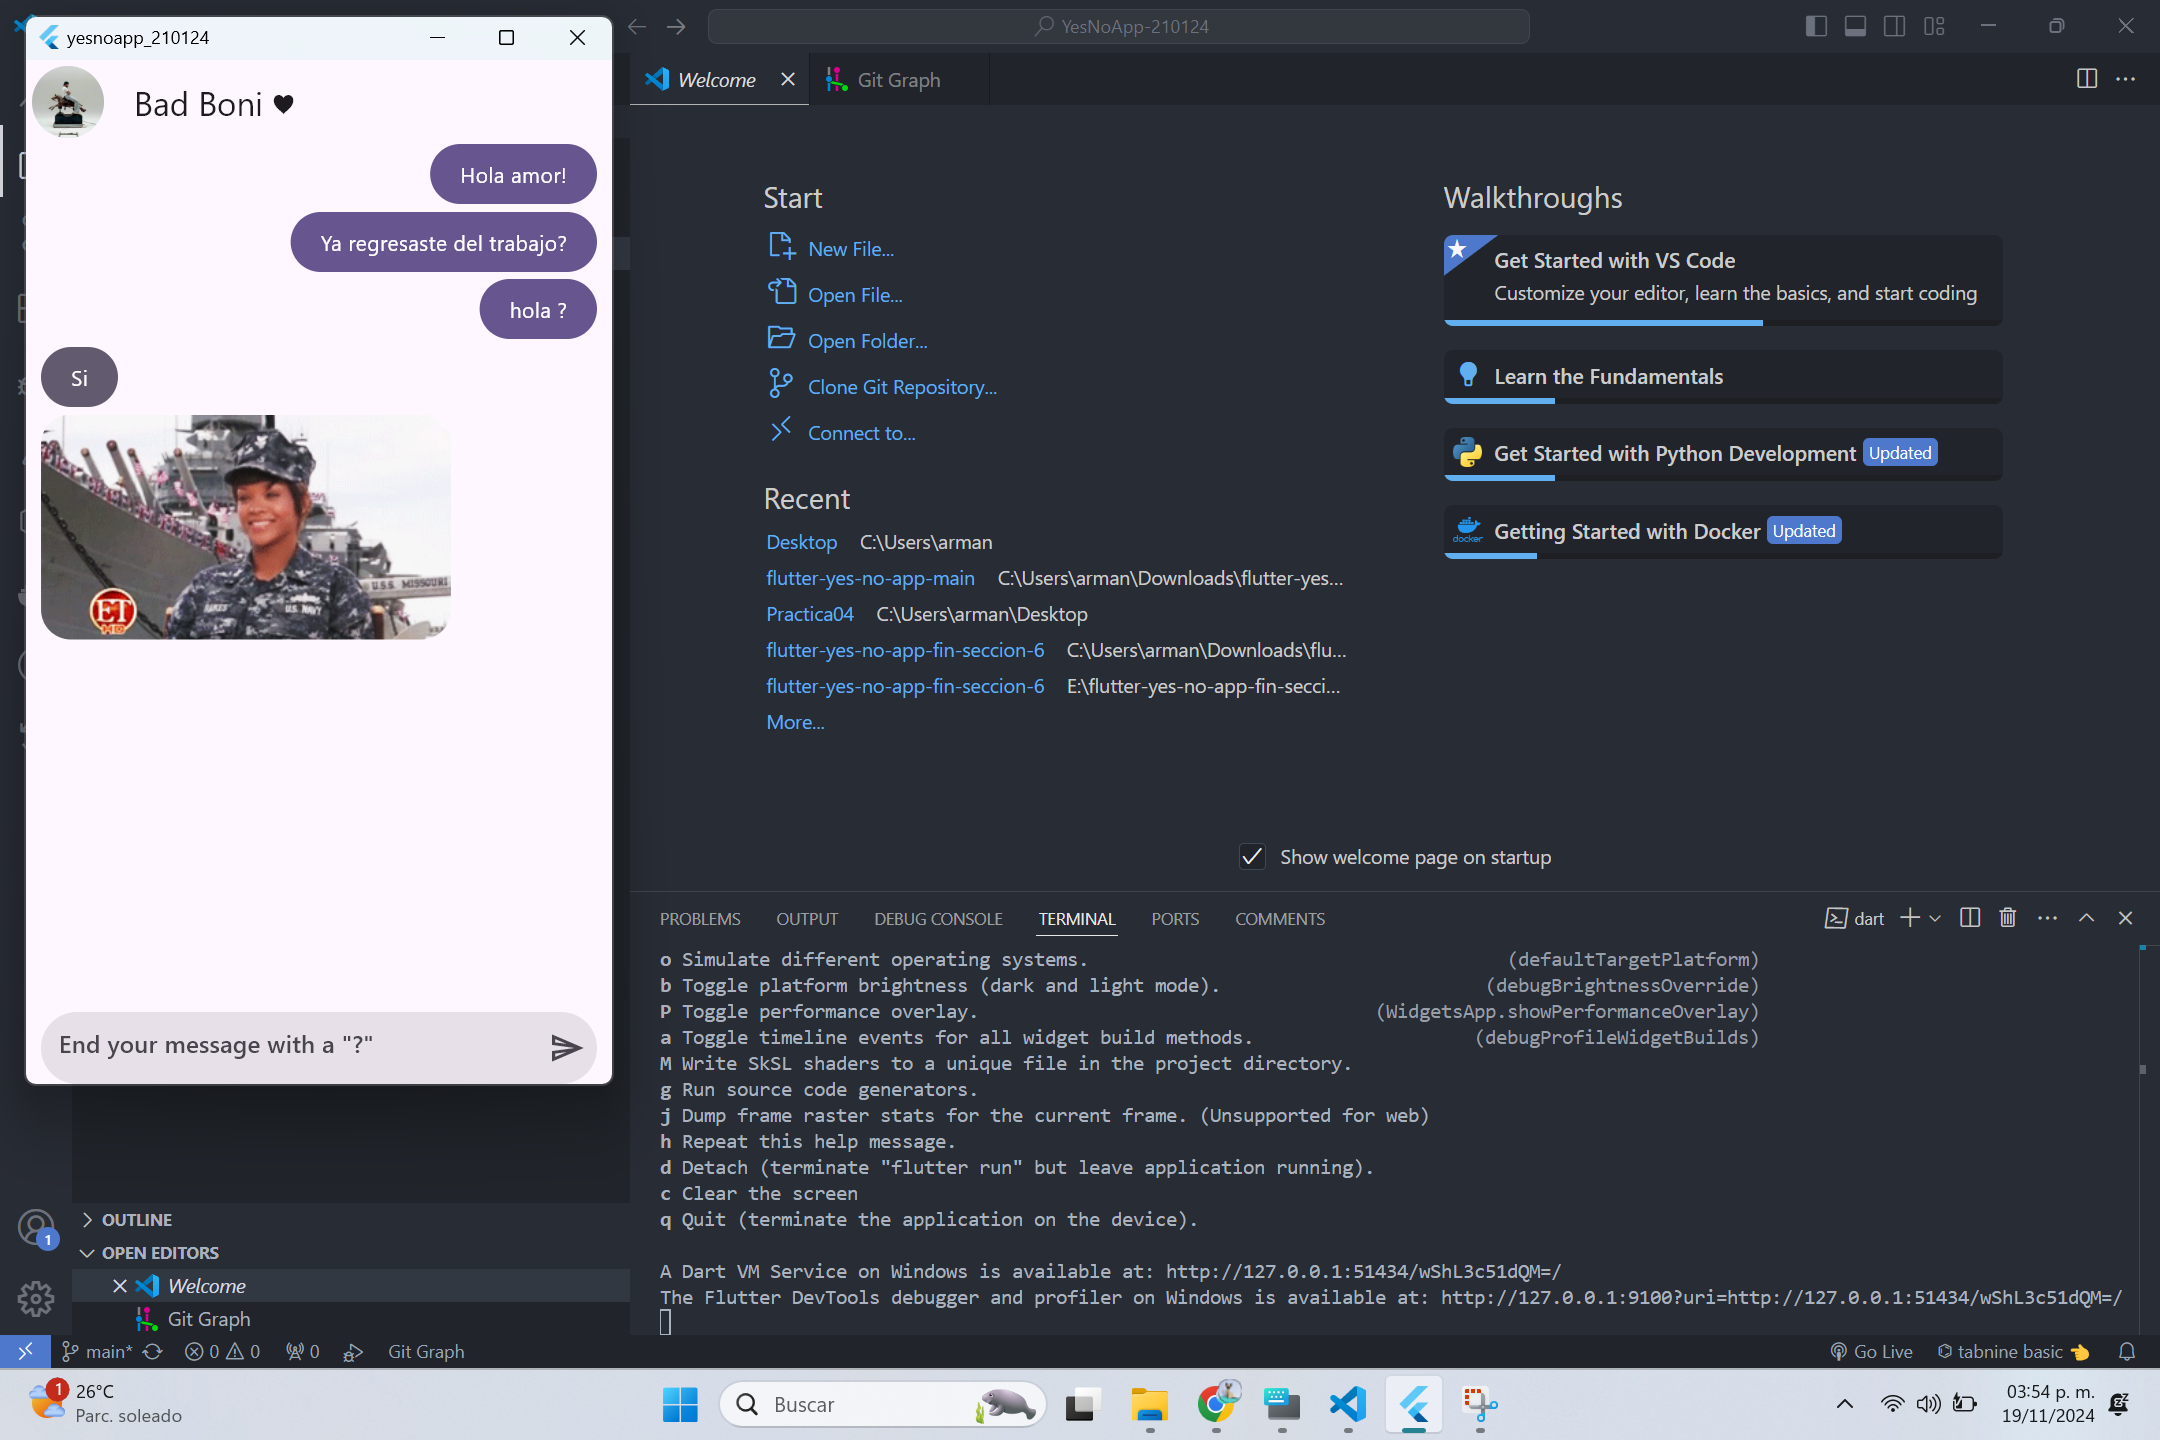 yesnoapp_210124
Bad Boni ♥
Hola amor!
Ya regresaste del trabajo?
hola ?
Si
U.S.S. MISSOURI
U.S. NAVY
ET
HD
End your message with a "?"
YesNoApp-210124
Welcome
Git Graph
Start
New File...
Open File...
Open Folder...
Clone Git Repository...
Connect to...
Recent
Desktop C:\Users\arman
flutter-yes-no-app-main C:\Users\arman\Downloads\flutter-yes...
Practica04 C:\Users\arman\Desktop
flutter-yes-no-app-fin-seccion-6 C:\Users\arman\Downloads\flu...
flutter-yes-no-app-fin-seccion-6 E:\flutter-yes-no-app-fin-secci...
More...
Walkthroughs
Get Started with VS Code
Customize your editor, learn the basics, and start coding
Learn the Fundamentals
Get Started with Python Development Updated
docker
Getting Started with Docker Updated
Show welcome page on startup
PROBLEMS OUTPUT DEBUG CONSOLE TERMINAL PORTS COMMENTS
dart
o Simulate different operating systems. (defaultTargetPlatform)
b Toggle platform brightness (dark and light mode). (debugBrightnessOverride)
P Toggle performance overlay. (WidgetsApp.showPerformanceOverlay)
a Toggle timeline events for all widget build methods. (debugProfileWidgetBuilds)
M Write SkSL shaders to a unique file in the project directory.
g Run source code generators.
j Dump frame raster stats for the current frame. (Unsupported for web)
h Repeat this help message.
d Detach (terminate "flutter run" but leave application running).
c Clear the screen
q Quit (terminate the application on the device).
A Dart VM Service on Windows is available at: http://127.0.0.1:51434/wShL3c51dQM=/
The Flutter DevTools debugger and profiler on Windows is available at: http://127.0.0.1:9100?uri=http://127.0.0.1:51434/wShL3c51dQM=/
1
OUTLINE
OPEN EDITORS
Welcome
Git Graph
main* 0 0 0 Git Graph
Go Live tabnine basic
1
26°C
Parc. soleado
Buscar
03:54 p. m.
19/11/2024